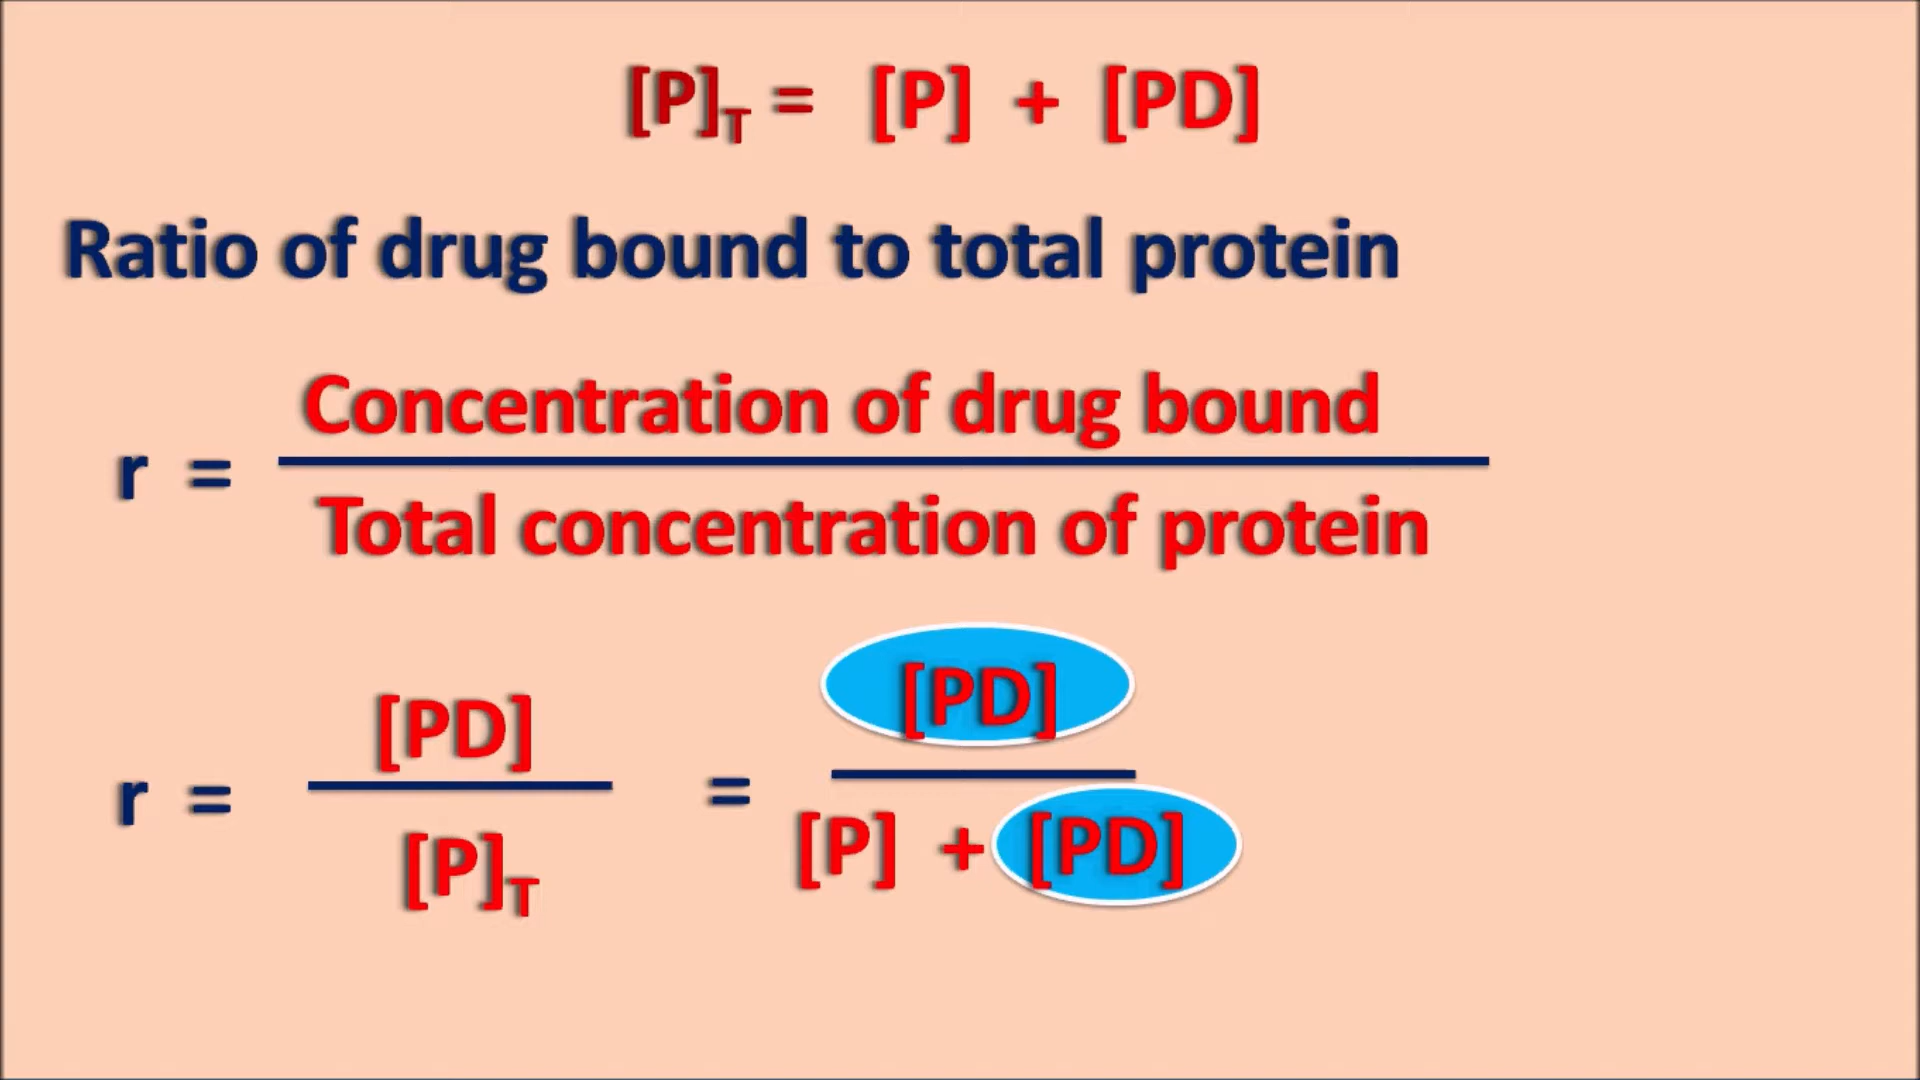 [P]T = [P] + [PD]
Ratio of drug bound to total protein
Concentration of drug bound
r =
Total concentration of protein
[PD] [PD]
r = =
[P]T [P] + [PD]